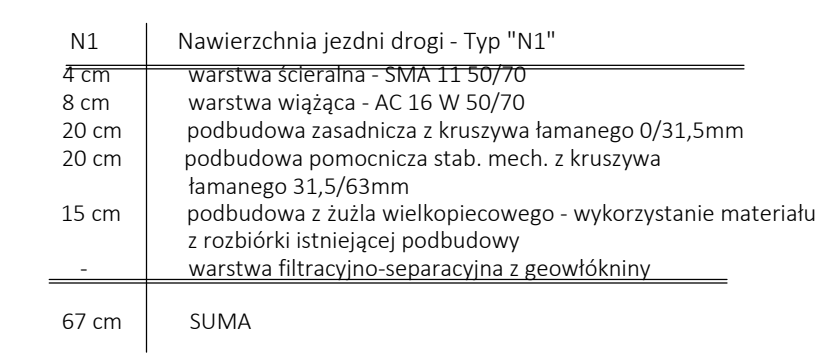 N1 Nawierzchnia jezdni drogi - Typ "N1"
4 cm warstwa ścieralna - SMA 11 50/70
8 cm warstwa wiążąca - AC 16 W 50/70
20 cm podbudowa zasadnicza z kruszywa łamanego 0/31,5mm
20 cm podbudowa pomocnicza stab. mech. z kruszywa
łamanego 31,5/63mm
15 cm podbudowa z żużla wielkopiecowego - wykorzystanie materiału
z rozbiórki istniejącej podbudowy
- warstwa filtracyjno-separacyjna z geowłókniny
67 cm SUMA